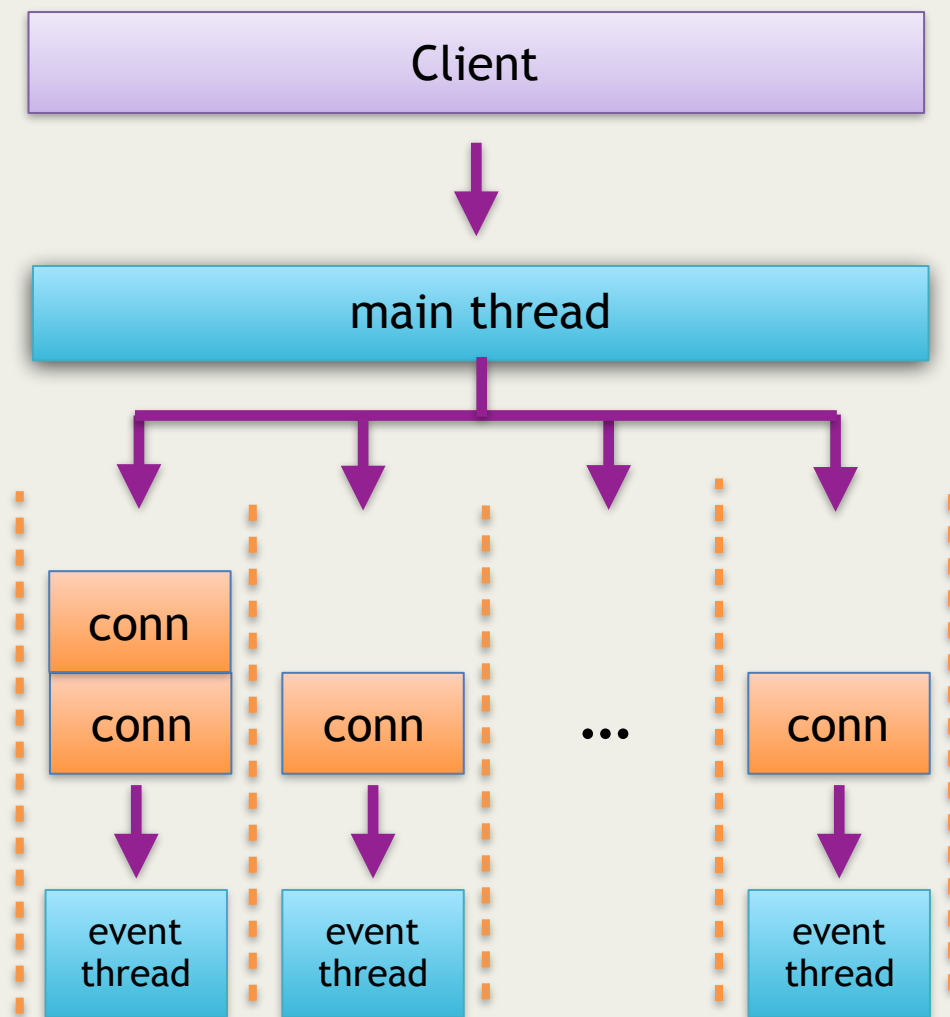 Client
main thread
conn
conn
conn
...
conn
event
thread
event
thread
event
thread